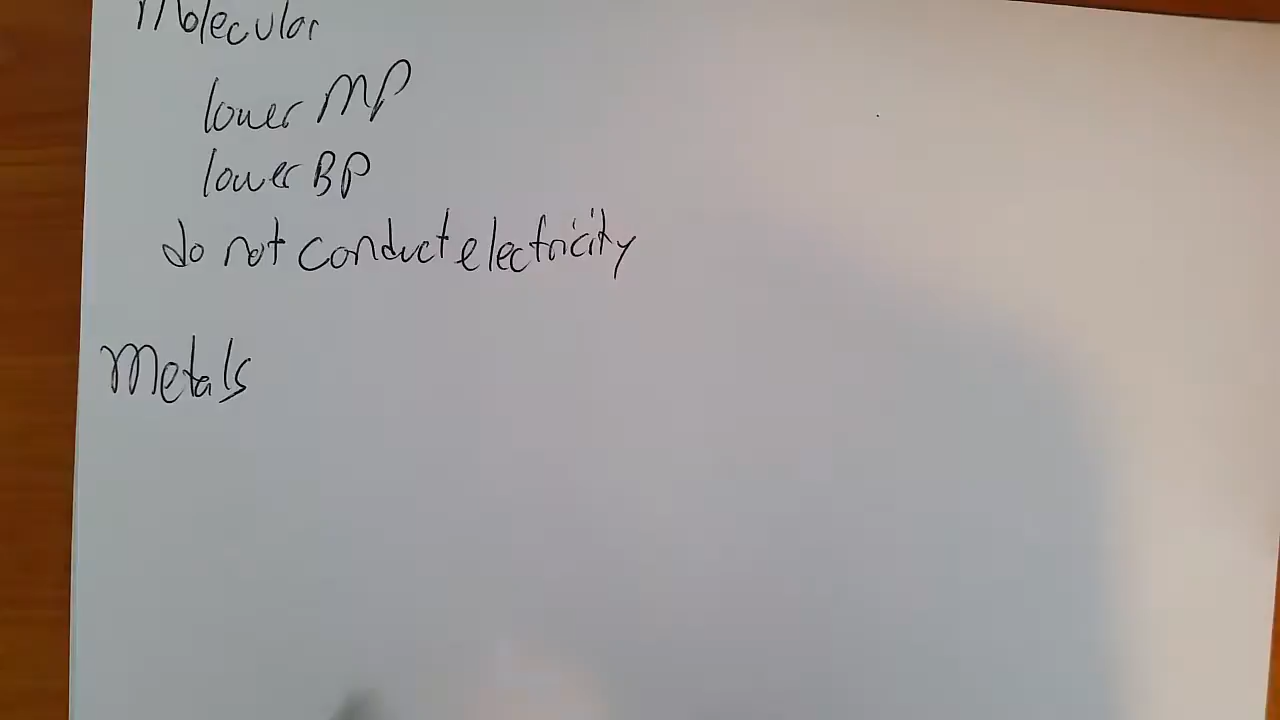 Molecular
lower MP
lower BP
do not conduct electricity
Metals